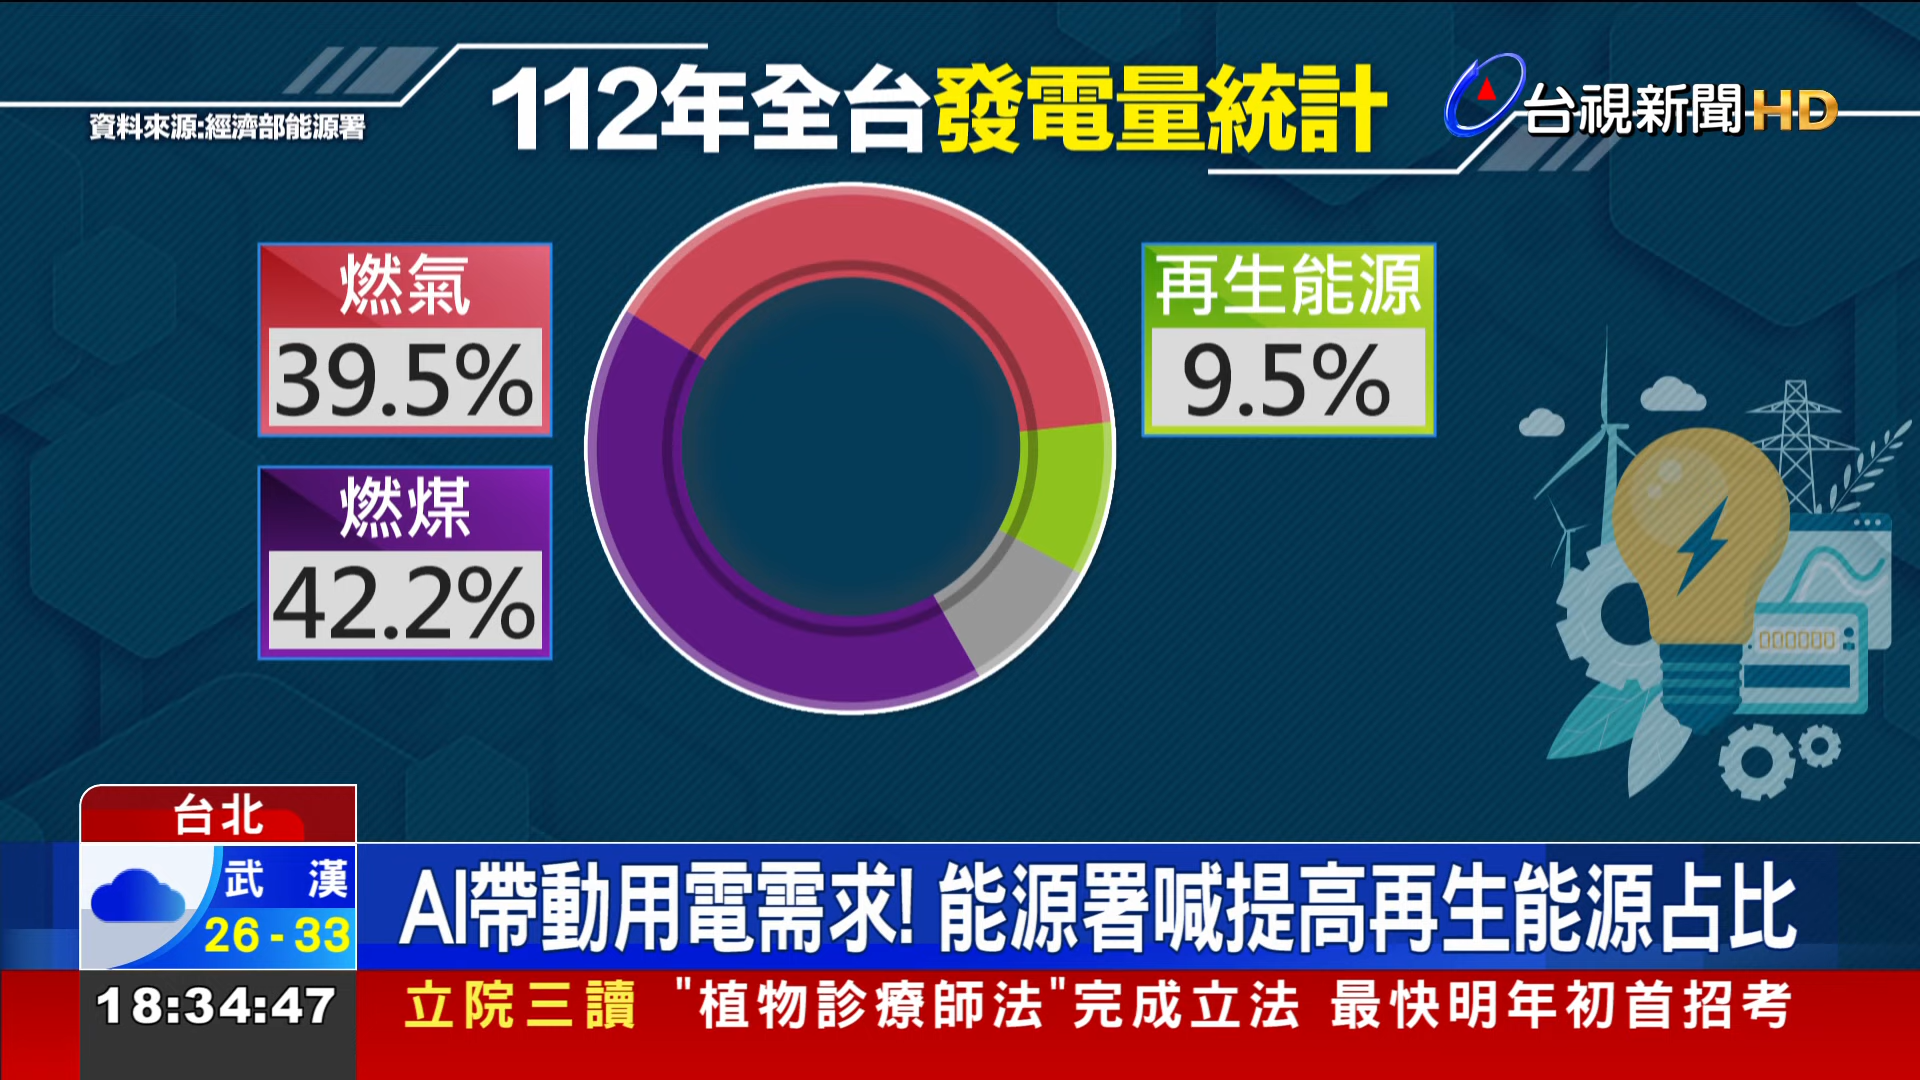 112年全台發電量統計
台視新聞HD
資料來源:經濟部能源署
燃氣
39.5%
再生能源
9.5%
燃煤
42.2%
台北
武 漢
26-33
18:34:47
AI帶動用電需求! 能源署喊提高再生能源占比
立院三讀 "植物診療師法"完成立法 最快明年初首招考